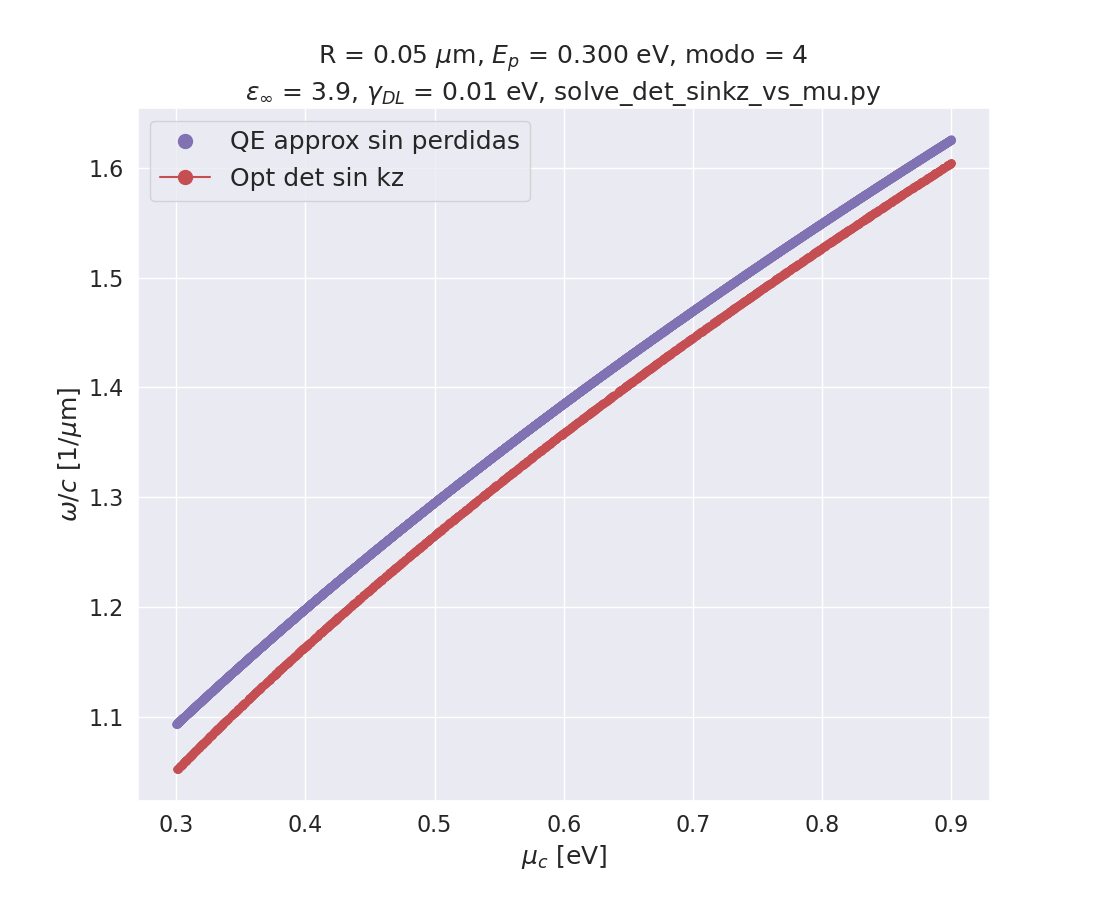 R = 0.05 μm, E_p = 0.300 eV, modo = 4
ε_∞ = 3.9, γ_DL = 0.01 eV, solve_det_sinkz_vs_mu.py
QE approx sin perdidas
Opt det sin kz
1.6
1.5
1.4
1.3
1.2
1.1
ω/c [1/μm]
0.3 0.4 0.5 0.6 0.7 0.8 0.9
μ_c [eV]